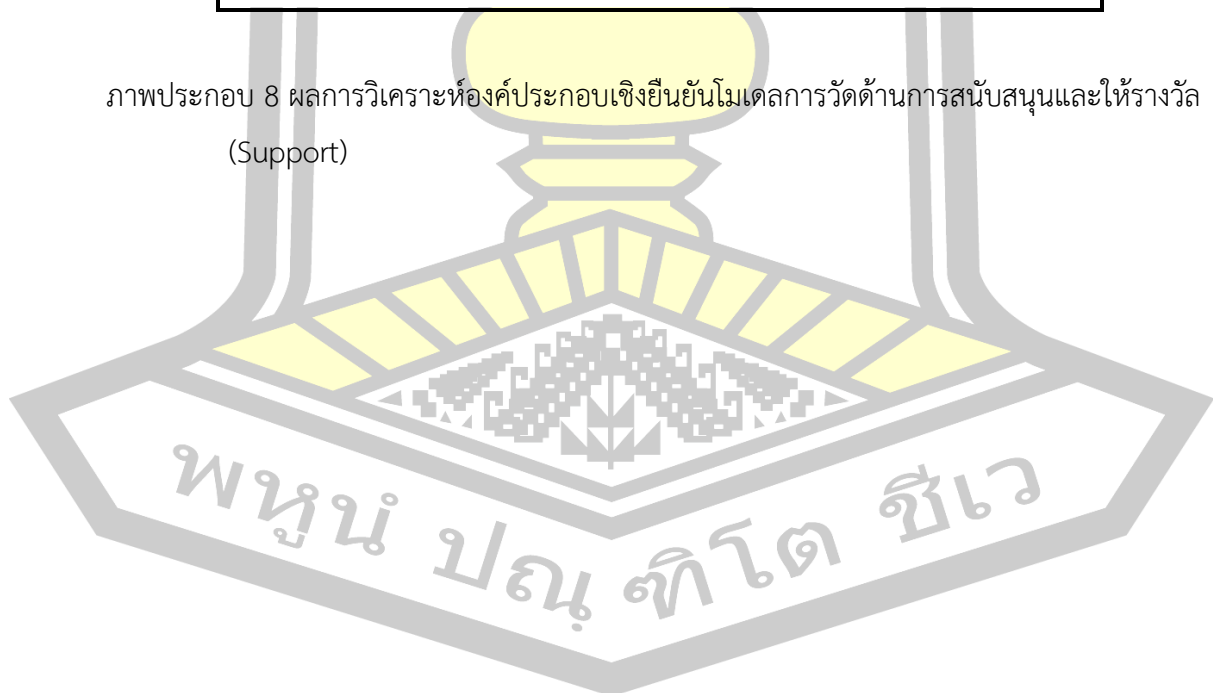 ภาพประกอบ 8 ผลการวิเคราะห์องค์ประกอบเชิงยืนยันโมเดลการวัดด้านการสนับสนุนและให้รางวัล
(Support)
พหูนํ ปณฺฑิโต ชีเว